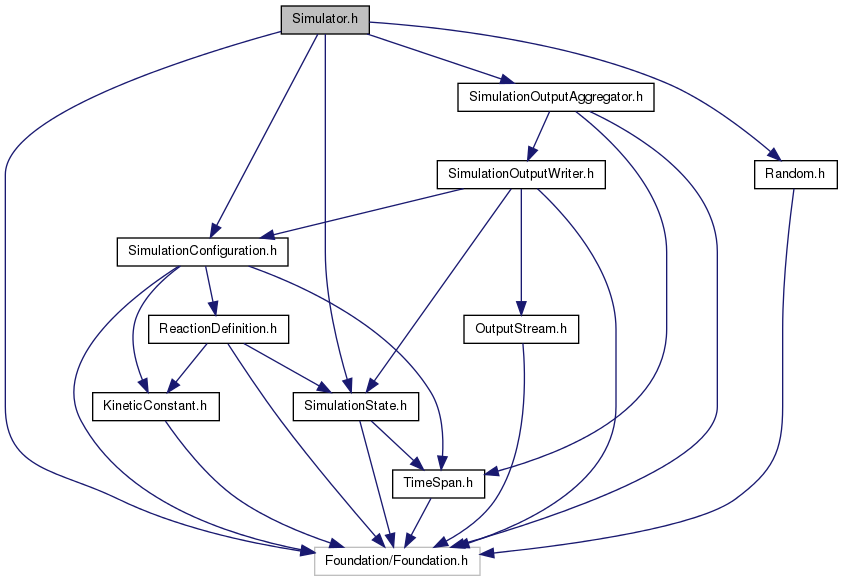 Simulator.h
SimulationOutputAggregator.h
SimulationOutputWriter.h
Random.h
SimulationConfiguration.h
ReactionDefinition.h
OutputStream.h
KineticConstant.h
SimulationState.h
TimeSpan.h
Foundation/Foundation.h